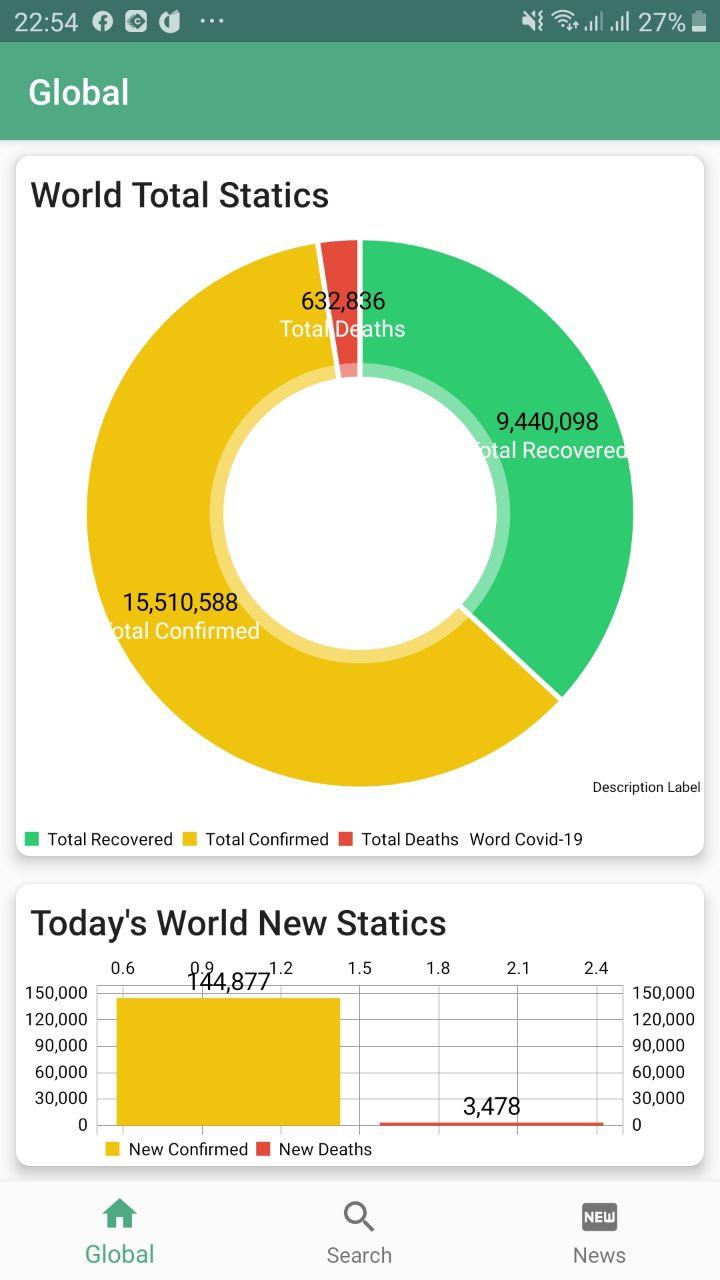 22:54 27%
Global
World Total Statics
632,836
Total Deaths
9,440,098
otal Recovered
15,510,588
otal Confirmed
Description Label
Total Recovered Total Confirmed Total Deaths Word Covid-19
Today's World New Statics
0.6 0.9 1.2 1.5 1.8 2.1 2.4
144,877
150,000 150,000
120,000 120,000
90,000 90,000
60,000 60,000
30,000 30,000
3,478
0 0
New Confirmed New Deaths
NEW
Global Search News